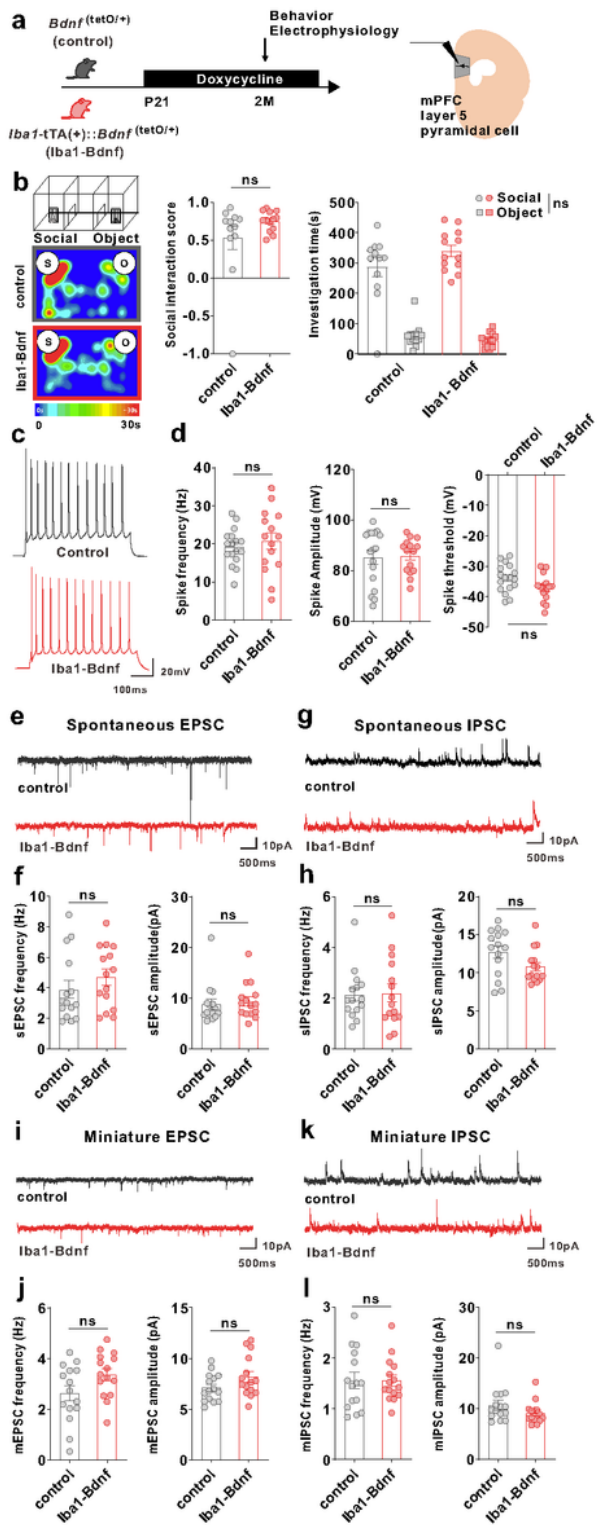 a
Bdnf (tetO/+)
(control)
Behavior
Electrophysiology
Doxycycline
P21
2M
Iba1-tTA(+)::Bdnf (tetO/+)
(Iba1-Bdnf)
mPFC
layer 5
pyramidal cell
b
Social Object
S O
control
S O
Iba1-Bdnf
0s >30s
0 30s
ns
Social interaction score
1.0
0.5
0.0
-0.5
-1.0
control
Iba1-Bdnf
Social
Object
ns
Investigation time(s)
500
400
300
200
100
0
control
Iba1- Bdnf
c
Control
Iba1-Bdnf
20mV
100ms
d
ns
Spike frequency (Hz)
40
30
20
10
0
control
Iba1-Bdnf
ns
Spike Amplitude (mV)
120
100
80
60
control
Iba1-Bdnf
control
Iba1-Bdnf
Spike threshold (mV)
0
-10
-20
-30
-40
-50
ns
e
Spontaneous EPSC
control
Iba1-Bdnf
10pA
500ms
g
Spontaneous IPSC
control
Iba1-Bdnf
10pA
500ms
f
ns
sEPSC frequency (Hz)
10
8
6
4
2
0
control
Iba1-Bdnf
ns
sEPSC amplitude(pA)
30
20
10
0
control
Iba1-Bdnf
h
ns
sIPSC frequency (Hz)
6
4
2
0
control
Iba1-Bdnf
ns
sIPSC amplitude (pA)
20
15
10
5
0
control
Iba1-Bdnf
i
Miniature EPSC
control
Iba1-Bdnf
10pA
500ms
k
Miniature IPSC
control
Iba1-Bdnf
10pA
500ms
j
ns
mEPSC frequency (Hz)
6
4
2
0
control
Iba1-Bdnf
ns
mEPSC amplitude (pA)
15
10
5
0
control
Iba1-Bdnf
l
ns
mIPSC frequency (Hz)
4
3
2
1
0
control
Iba1-Bdnf
ns
mIPSC amplitude (pA)
30
20
10
0
control
Iba1-Bdnf